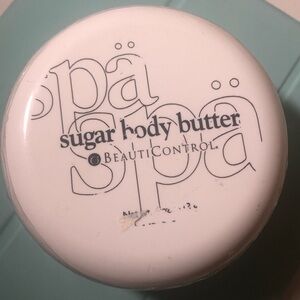 spä
sugar body butter
spä
BEAUTICONTROL